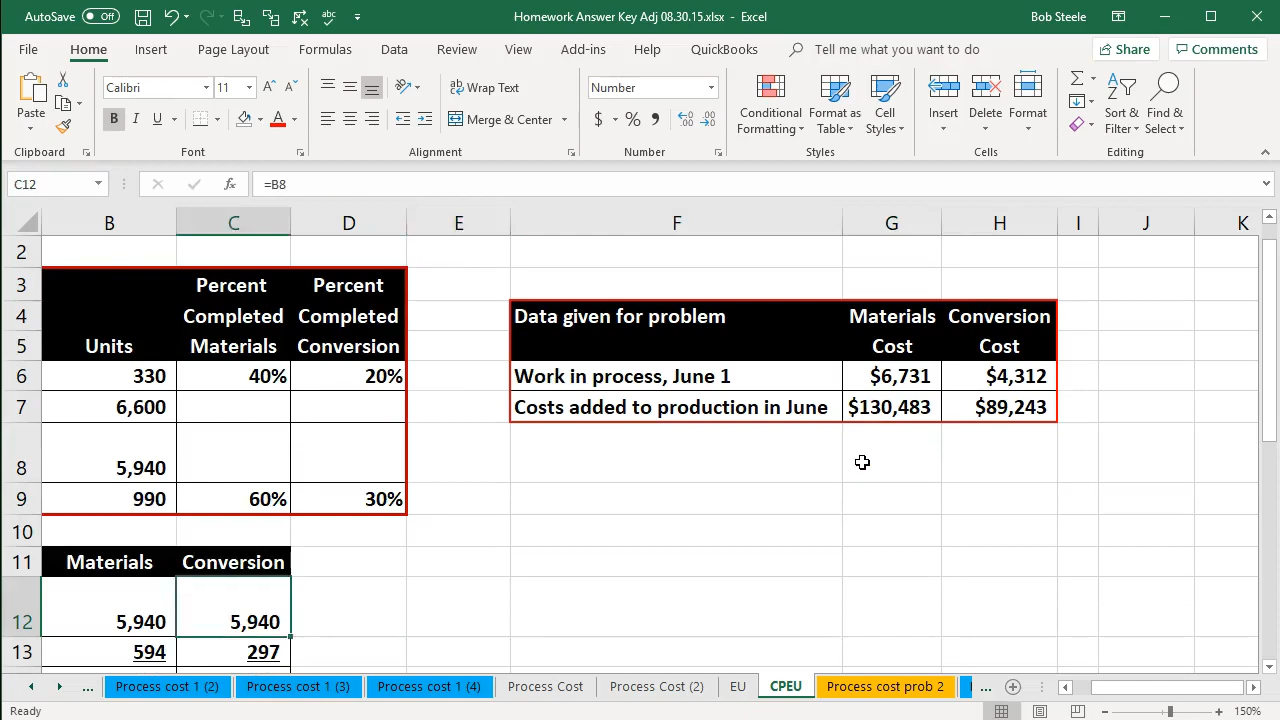 AutoSave Off
Homework Answer Key Adj 08.30.15.xlsx - Excel
Bob Steele
File Home Insert Page Layout Formulas Data Review View Add-ins Help QuickBooks Tell me what you want to do Share Comments
Paste
Calibri 11
Wrap Text
Merge & Center
Number
Conditional Formatting
Format as Table
Cell Styles
Insert Delete Format
Sort & Filter
Find & Select
Clipboard Font Alignment Number Styles Cells Editing
C12 fx =B8
B C D E F G H I J K
2
3 Percent Percent
4 Completed Completed Data given for problem Materials Conversion
5 Units Materials Conversion Cost Cost
6 330 40% 20% Work in process, June 1 $6,731 $4,312
7 6,600 Costs added to production in June $130,483 $89,243
8 5,940
9 990 60% 30%
10
11 Materials Conversion
12 5,940 5,940
13 594 297
... Process cost 1 (2) Process cost 1 (3) Process cost 1 (4) Process Cost Process Cost (2) EU CPEU Process cost prob 2 ...
Ready 150%